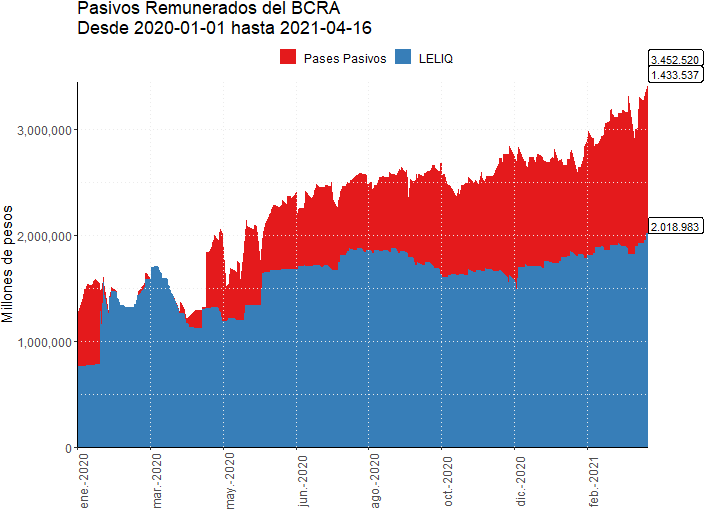 Pasivos Remunerados del BCRA
Desde 2020-01-01 hasta 2021-04-16
Pases Pasivos LELIQ
3.452.520
1.433.537
3,000,000
2.018.983
2,000,000
1,000,000
0
Millones de pesos
ene.-2020
mar.-2020
may.-2020
jun.-2020
ago.-2020
oct.-2020
dic.-2020
feb.-2021